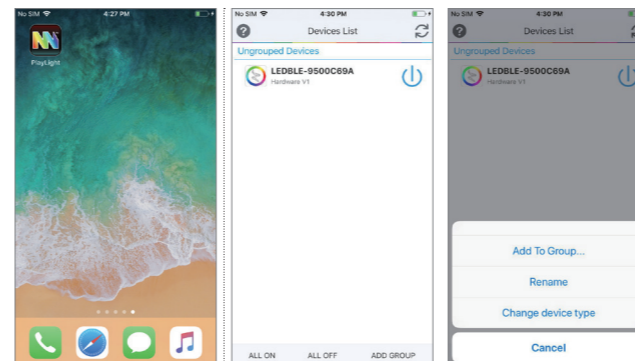 No SIM 4:27 PM
PlayLight
No SIM 4:30 PM
Devices List
Ungrouped Devices
LEDBLE-9500C69A
Hardware V1
ALL ON ALL OFF ADD GROUP
No SIM 4:30 PM
Devices List
Ungrouped Devices
LEDBLE-9500C69A
Hardware V1
Add To Group...
Rename
Change device type
Cancel